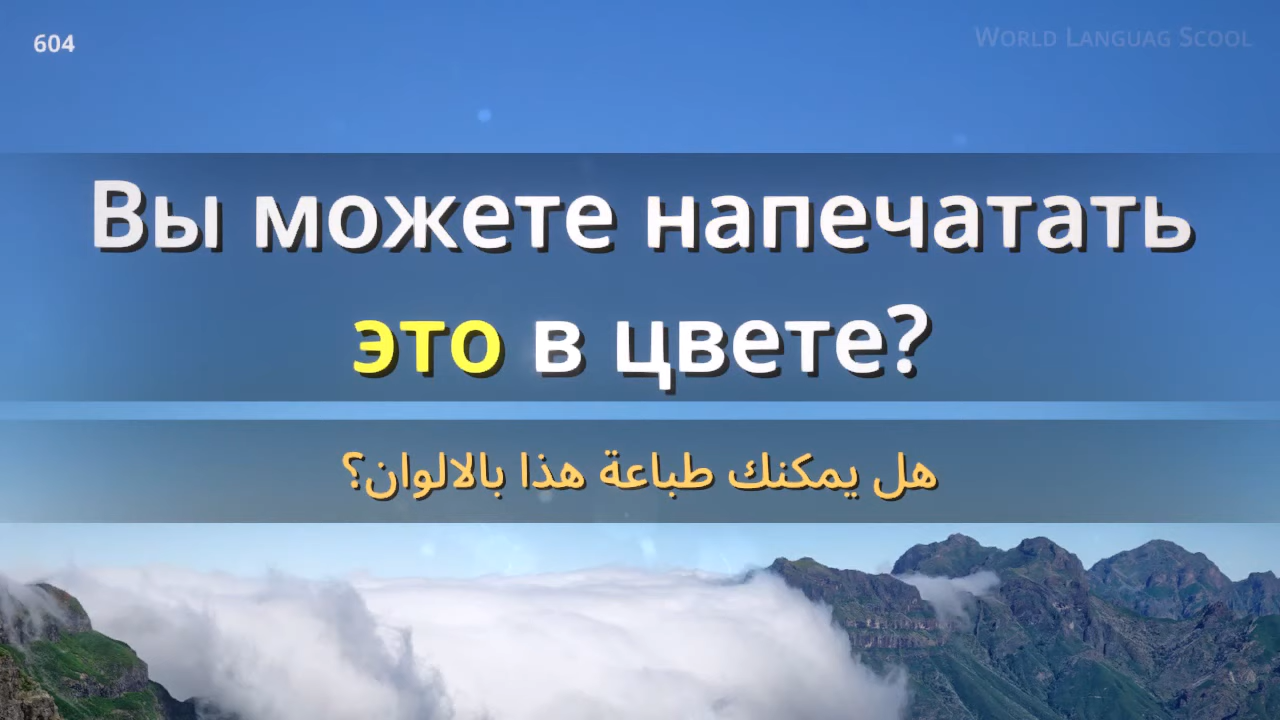 604
World Languag Scool
Вы можете напечатать
это в цвете?
هل يمكنك طباعة هذا بالالوان؟